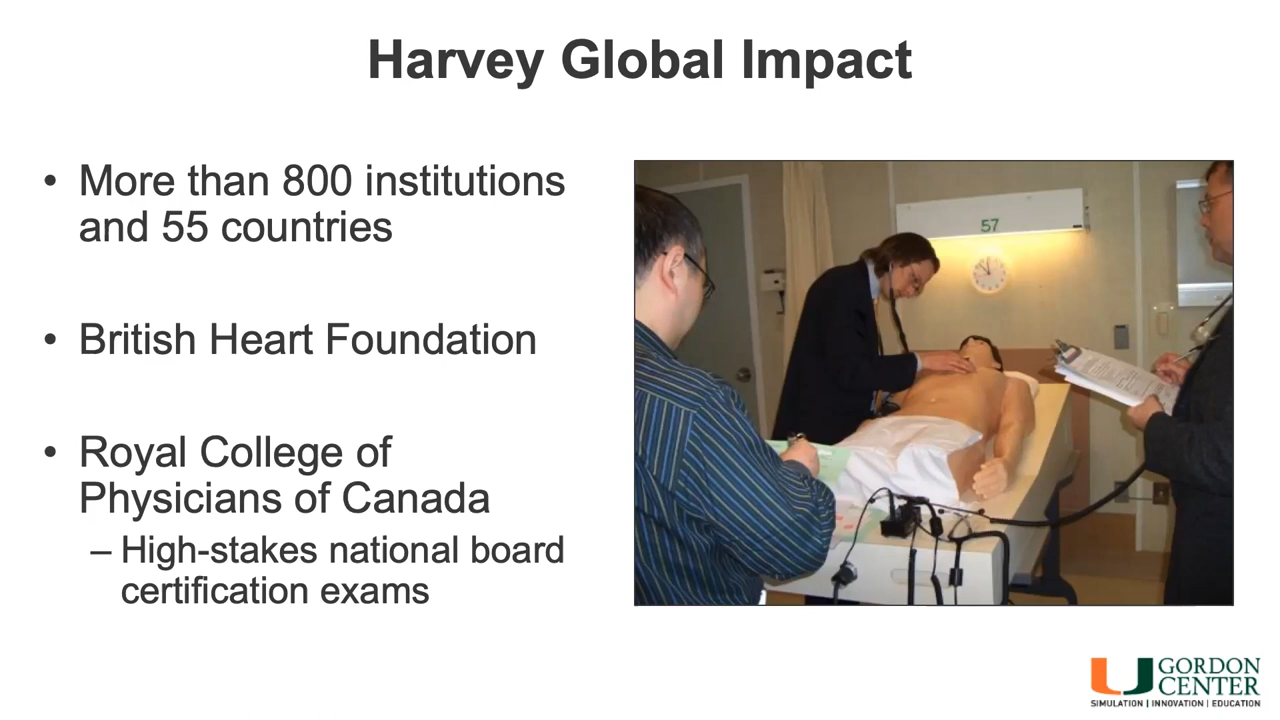 Harvey Global Impact
• More than 800 institutions
and 55 countries
• British Heart Foundation
• Royal College of
Physicians of Canada
– High-stakes national board
certification exams
57
GORDON
CENTER
SIMULATION | INNOVATION | EDUCATION